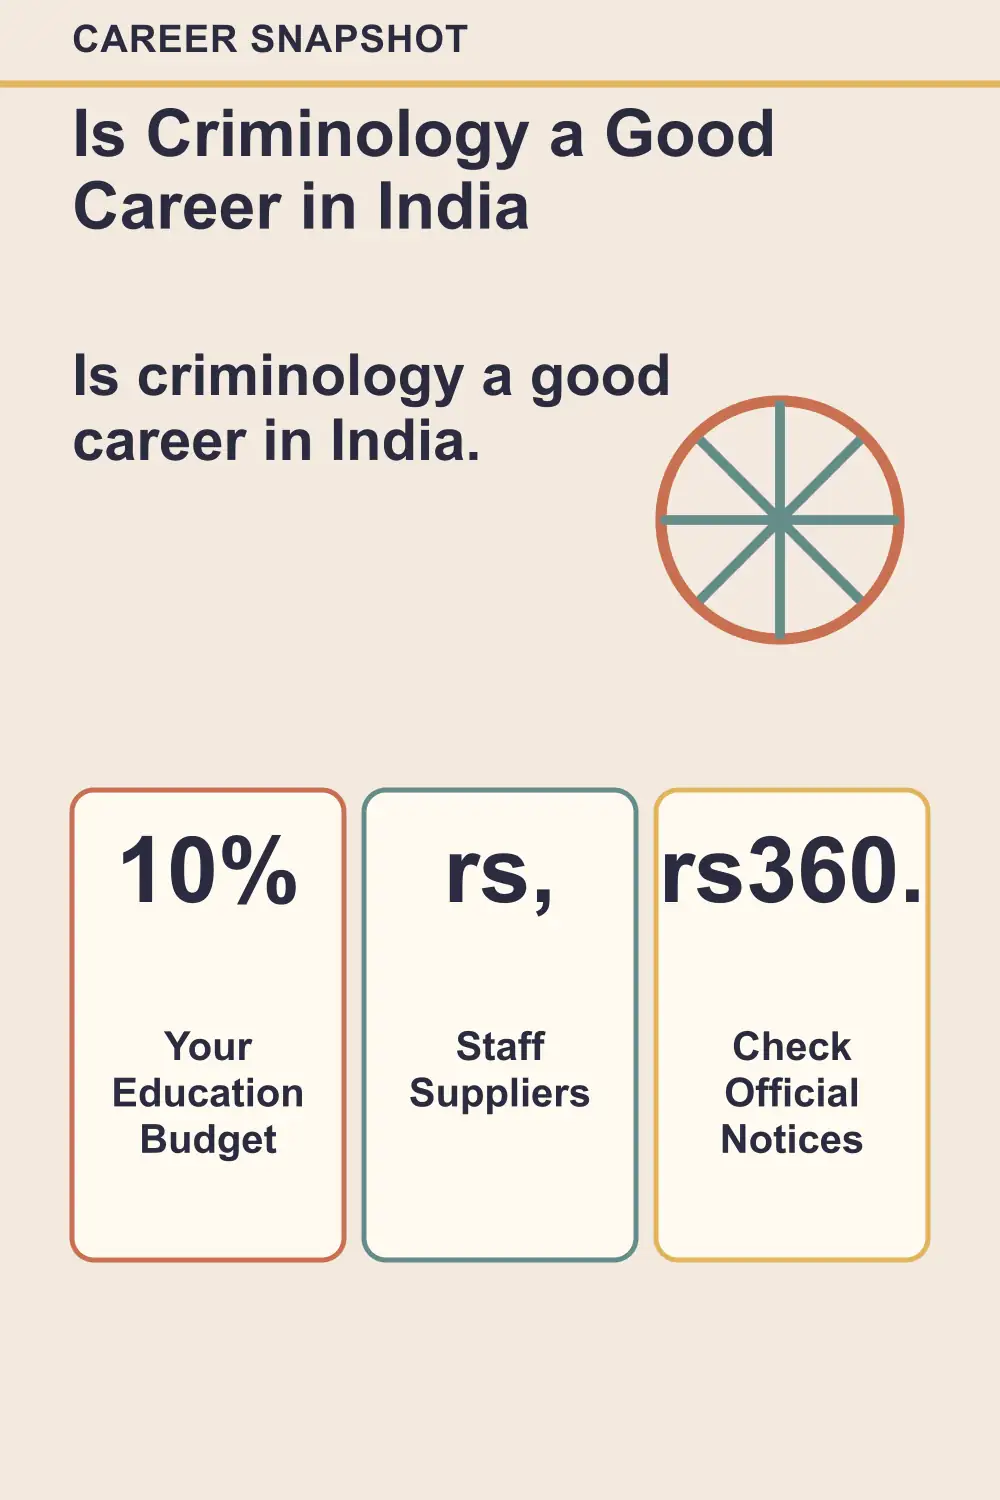 CAREER SNAPSHOT
Is Criminology a Good
Career in India
Is criminology a good
career in India.
10%
Your
Education
Budget
rs,
Staff
Suppliers
rs360.
Check
Official
Notices